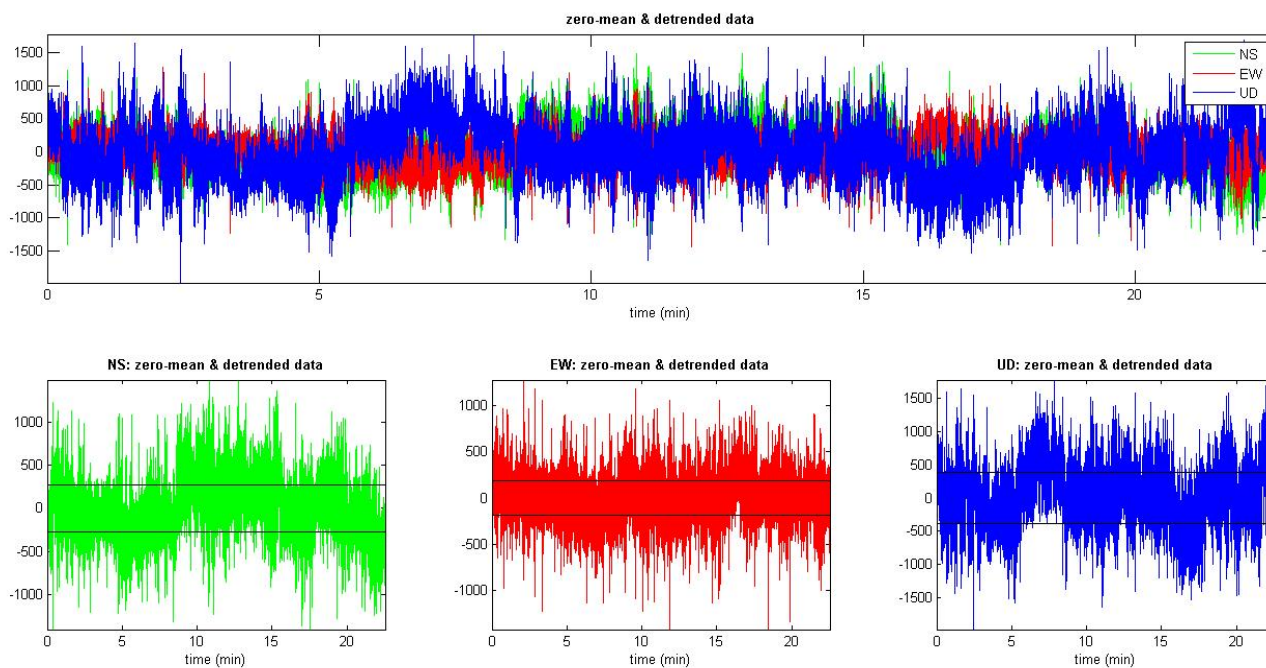 zero-mean & detrended data
1500
1000
500
0
-500
-1000
-1500
NS
EW
UD
0 5 10 15 20
time (min)
NS: zero-mean & detrended data
1000
500
0
-500
-1000
0 5 10 15 20
time (min)
EW: zero-mean & detrended data
1000
500
0
-500
-1000
0 5 10 15 20
time (min)
UD: zero-mean & detrended data
1500
1000
500
0
-500
-1000
-1500
0 5 10 15 20
time (min)